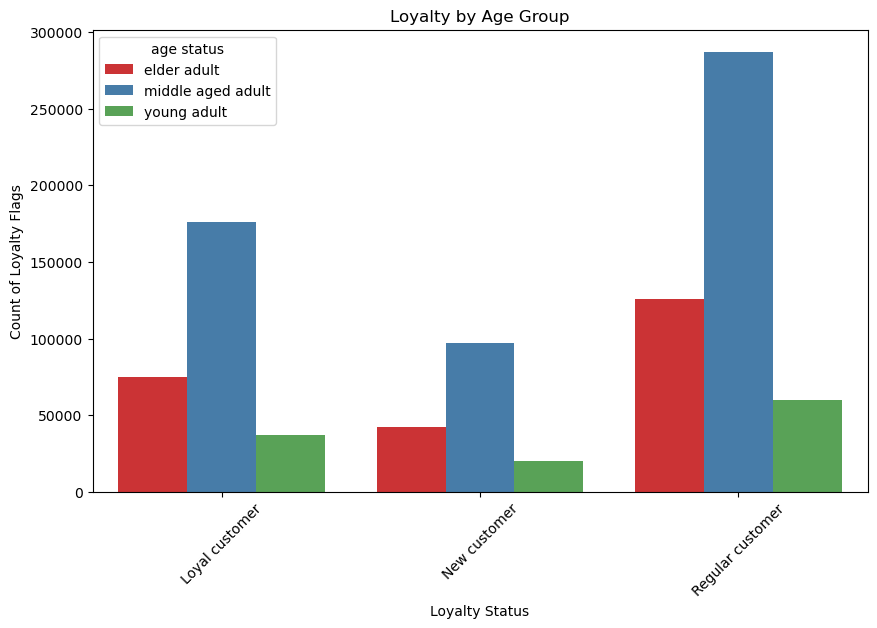 Loyalty by Age Group
age status
elder adult
middle aged adult
young adult
Count of Loyalty Flags
300000
250000
200000
150000
100000
50000
0
Loyal customer
New customer
Regular customer
Loyalty Status